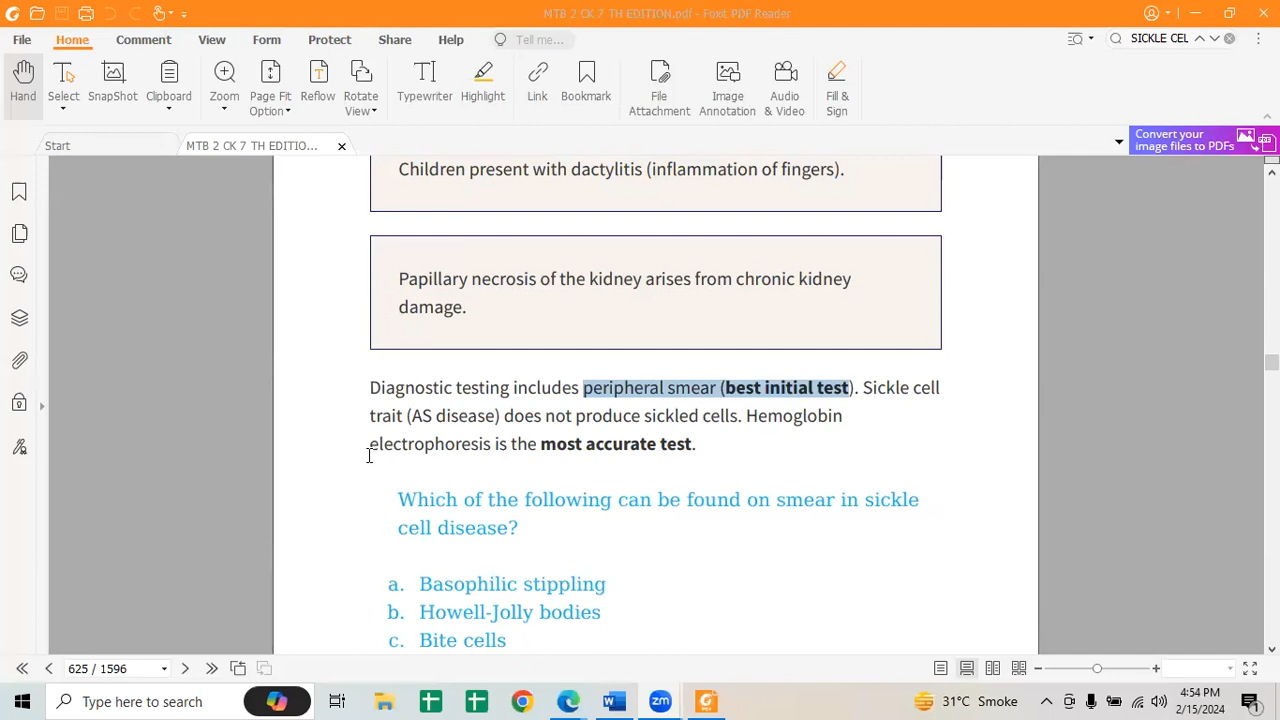 MTB 2 CK 7 TH EDITION.pdf - Foxit PDF Reader
File Home Comment View Form Protect Share Help Tell me... SICKLE CEL
Hand Select SnapShot Clipboard Zoom Page Fit Option Reflow Rotate View Typewriter Highlight Link Bookmark File Attachment Image Annotation Audio & Video Fill & Sign
Start MTB 2 CK 7 TH EDITIO... Convert your
image files to PDFs
Children present with dactylitis (inflammation of fingers).
Papillary necrosis of the kidney arises from chronic kidney
damage.
Diagnostic testing includes peripheral smear (best initial test). Sickle cell
trait (AS disease) does not produce sickled cells. Hemoglobin
electrophoresis is the most accurate test.
Which of the following can be found on smear in sickle
cell disease?
a. Basophilic stippling
b. Howell-Jolly bodies
c. Bite cells
625 / 1596
Type here to search
zm
31°C Smoke
4:54 PM
2/15/2024
1